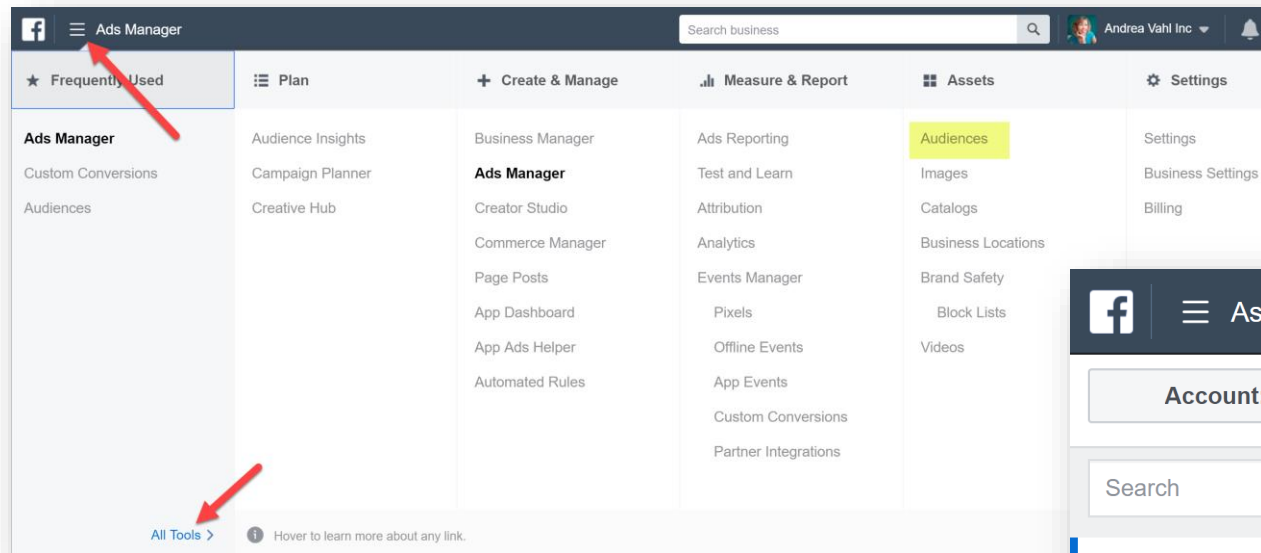 Ads Manager
Search business
Andrea Vahl Inc
Frequently Used
Plan
Create & Manage
Measure & Report
Assets
Settings
Ads Manager
Custom Conversions
Audiences
All Tools >
Audience Insights
Campaign Planner
Creative Hub
Business Manager
Ads Manager
Creator Studio
Commerce Manager
Page Posts
App Dashboard
App Ads Helper
Automated Rules
Ads Reporting
Test and Learn
Attribution
Analytics
Events Manager
Pixels
Offline Events
App Events
Custom Conversions
Partner Integrations
Audiences
Images
Catalogs
Business Locations
Brand Safety
Block Lists
Videos
Settings
Business Settings
Billing
Hover to learn more about any link.
As
Account
Search